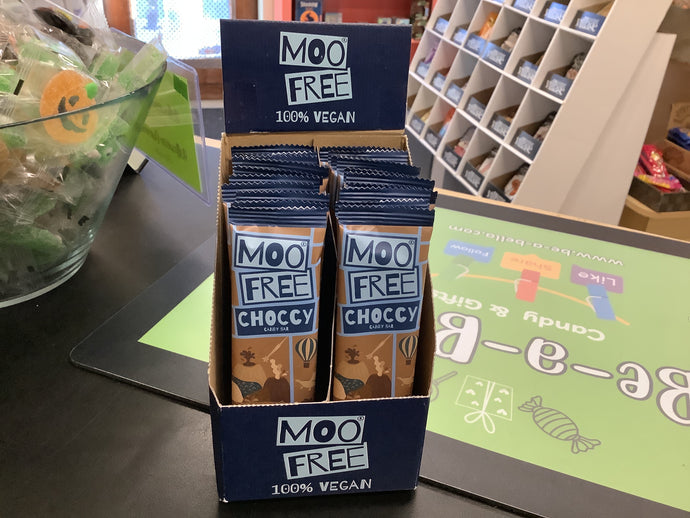 MOO
FREE
100% VEGAN
MOO
FREE
CHOCCY
CANDY BAR
MOO
FREE
CHOCCY
CANDY BAR
MOO
FREE
100% VEGAN
www.be-a-bella.com
Follow
Share
Like
Candy & Gifts
Be-a-B